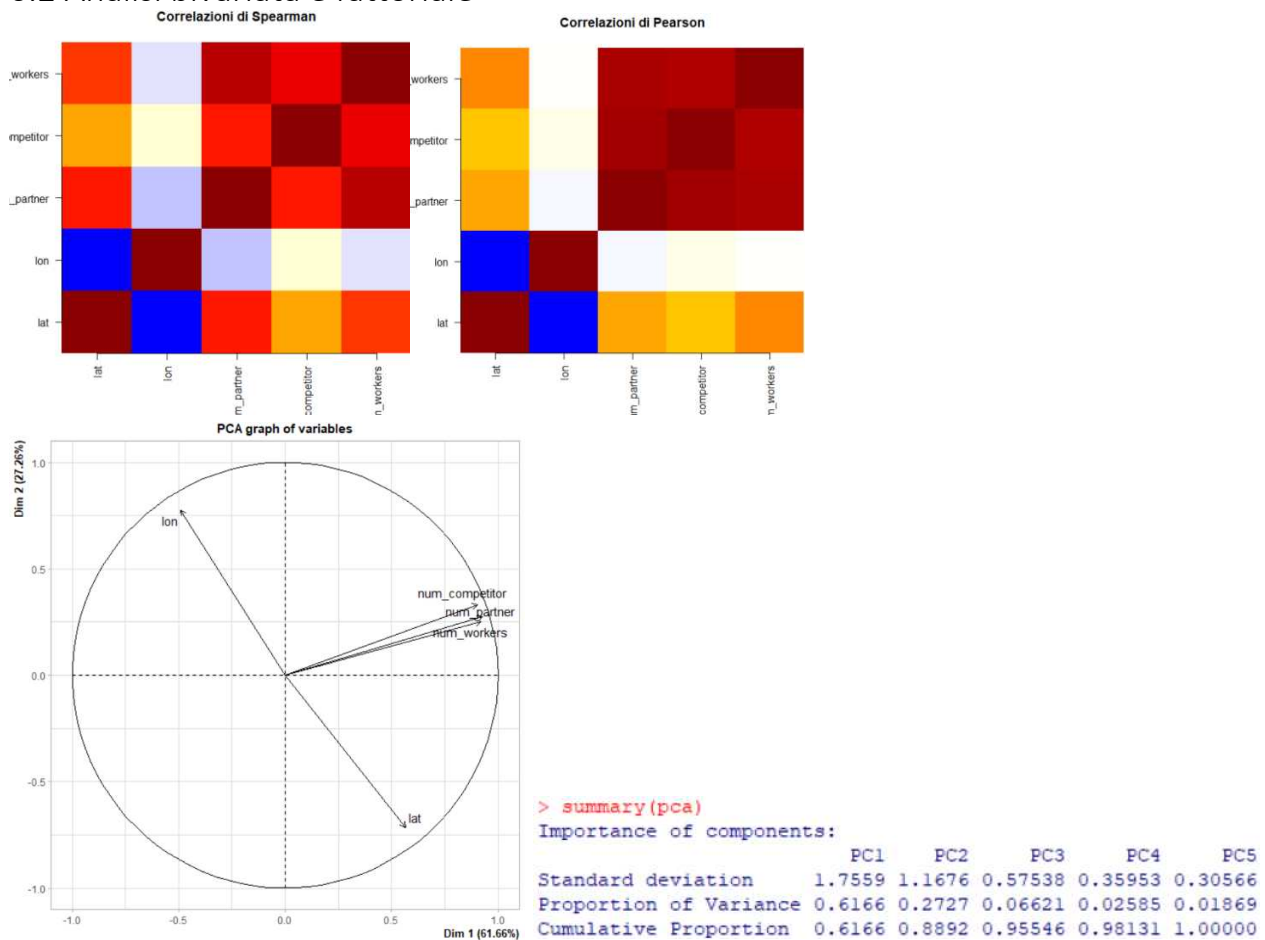 Correlazioni di Spearman
_workers
mpetitor
_partner
lon
lat
lat
lon
m_partner
competitor
n_workers
Correlazioni di Pearson
workers
mpetitor
_partner
lon
lat
lat
lon
um_partner
competitor
n_workers
PCA graph of variables
Dim 2 (27.26%)
1.0
0.5
0.0
-0.5
-1.0
lon
num_competitor
num_partner
num_workers
lat
-1.0
-0.5
0.0
0.5
1.0
Dim 1 (61.66%)
> summary(pca)
Importance of components:
PC1 PC2 PC3 PC4 PC5
Standard deviation 1.7559 1.1676 0.57538 0.35953 0.30566
Proportion of Variance 0.6166 0.2727 0.06621 0.02585 0.01869
Cumulative Proportion 0.6166 0.8892 0.95546 0.98131 1.00000